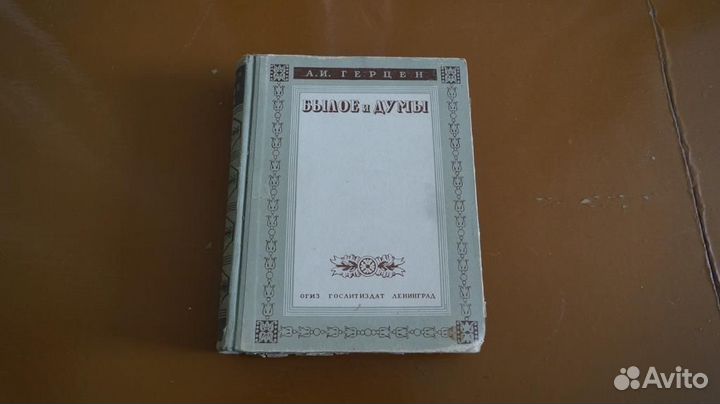 А.И. ГЕРЦЕН
БЫЛОЕ и ДУМЫ
ОГИЗ ГОСЛИТИЗДАТ ЛЕНИНГРАД
Avito